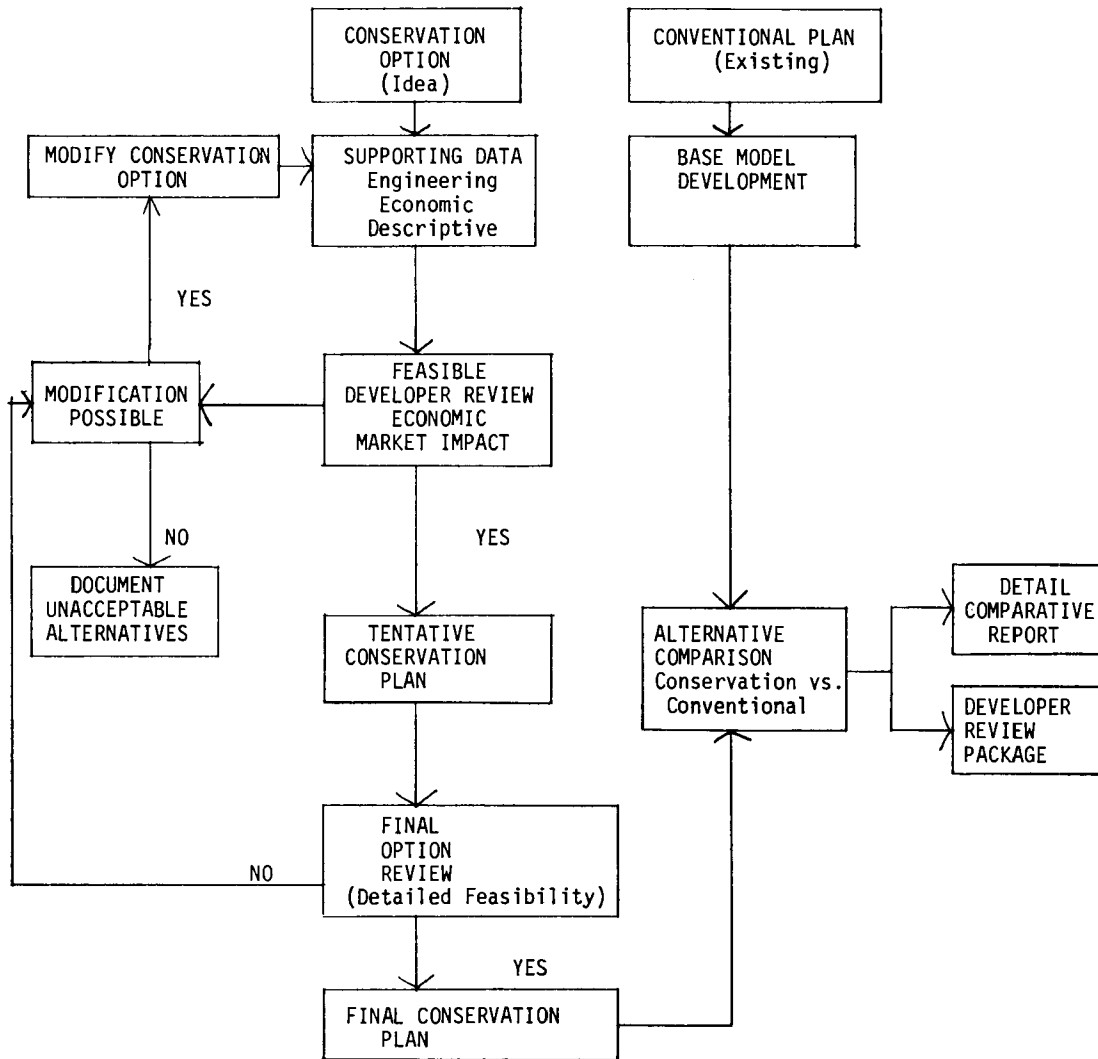 CONSERVATION
OPTION
(Idea)
CONVENTIONAL PLAN
(Existing)
MODIFY CONSERVATION
OPTION
SUPPORTING DATA
Engineering
Economic
Descriptive
BASE MODEL
DEVELOPMENT
YES
MODIFICATION
POSSIBLE
FEASIBLE
DEVELOPER REVIEW
ECONOMIC
MARKET IMPACT
NO
YES
DOCUMENT
UNACCEPTABLE
ALTERNATIVES
TENTATIVE
CONSERVATION
PLAN
ALTERNATIVE
COMPARISON
Conservation vs.
Conventional
DETAIL
COMPARATIVE
REPORT
DEVELOPER
REVIEW
PACKAGE
FINAL
OPTION
REVIEW
(Detailed Feasibility)
NO
YES
FINAL CONSERVATION
PLAN